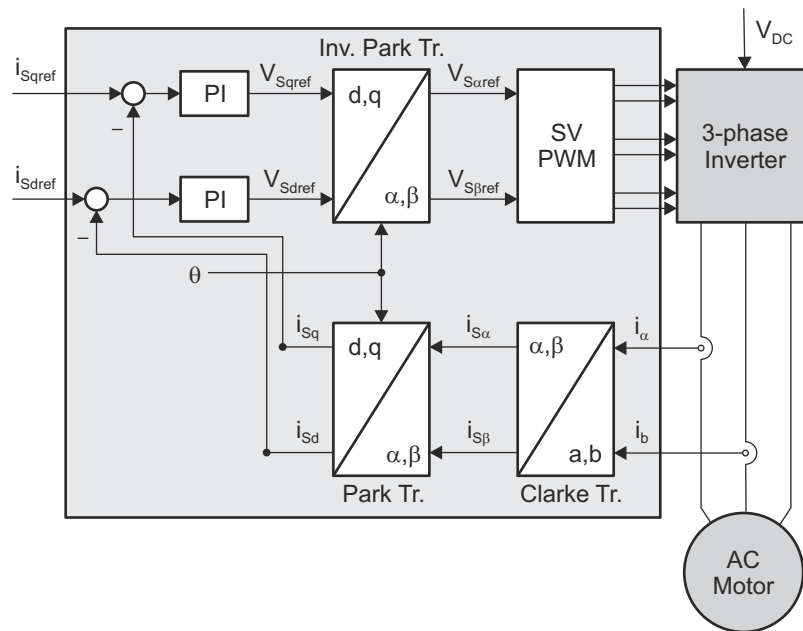 Inv. Park Tr.
V_DC
i_Sqref
PI
V_Sqref
d,q
α,β
V_Sαref
SV
PWM
3-phase
Inverter
–
i_Sdref
PI
V_Sdref
V_Sβref
–
θ
i_Sq
d,q
α,β
i_Sα
α,β
a,b
i_α
i_Sd
i_Sβ
i_b
Park Tr.
Clarke Tr.
AC
Motor